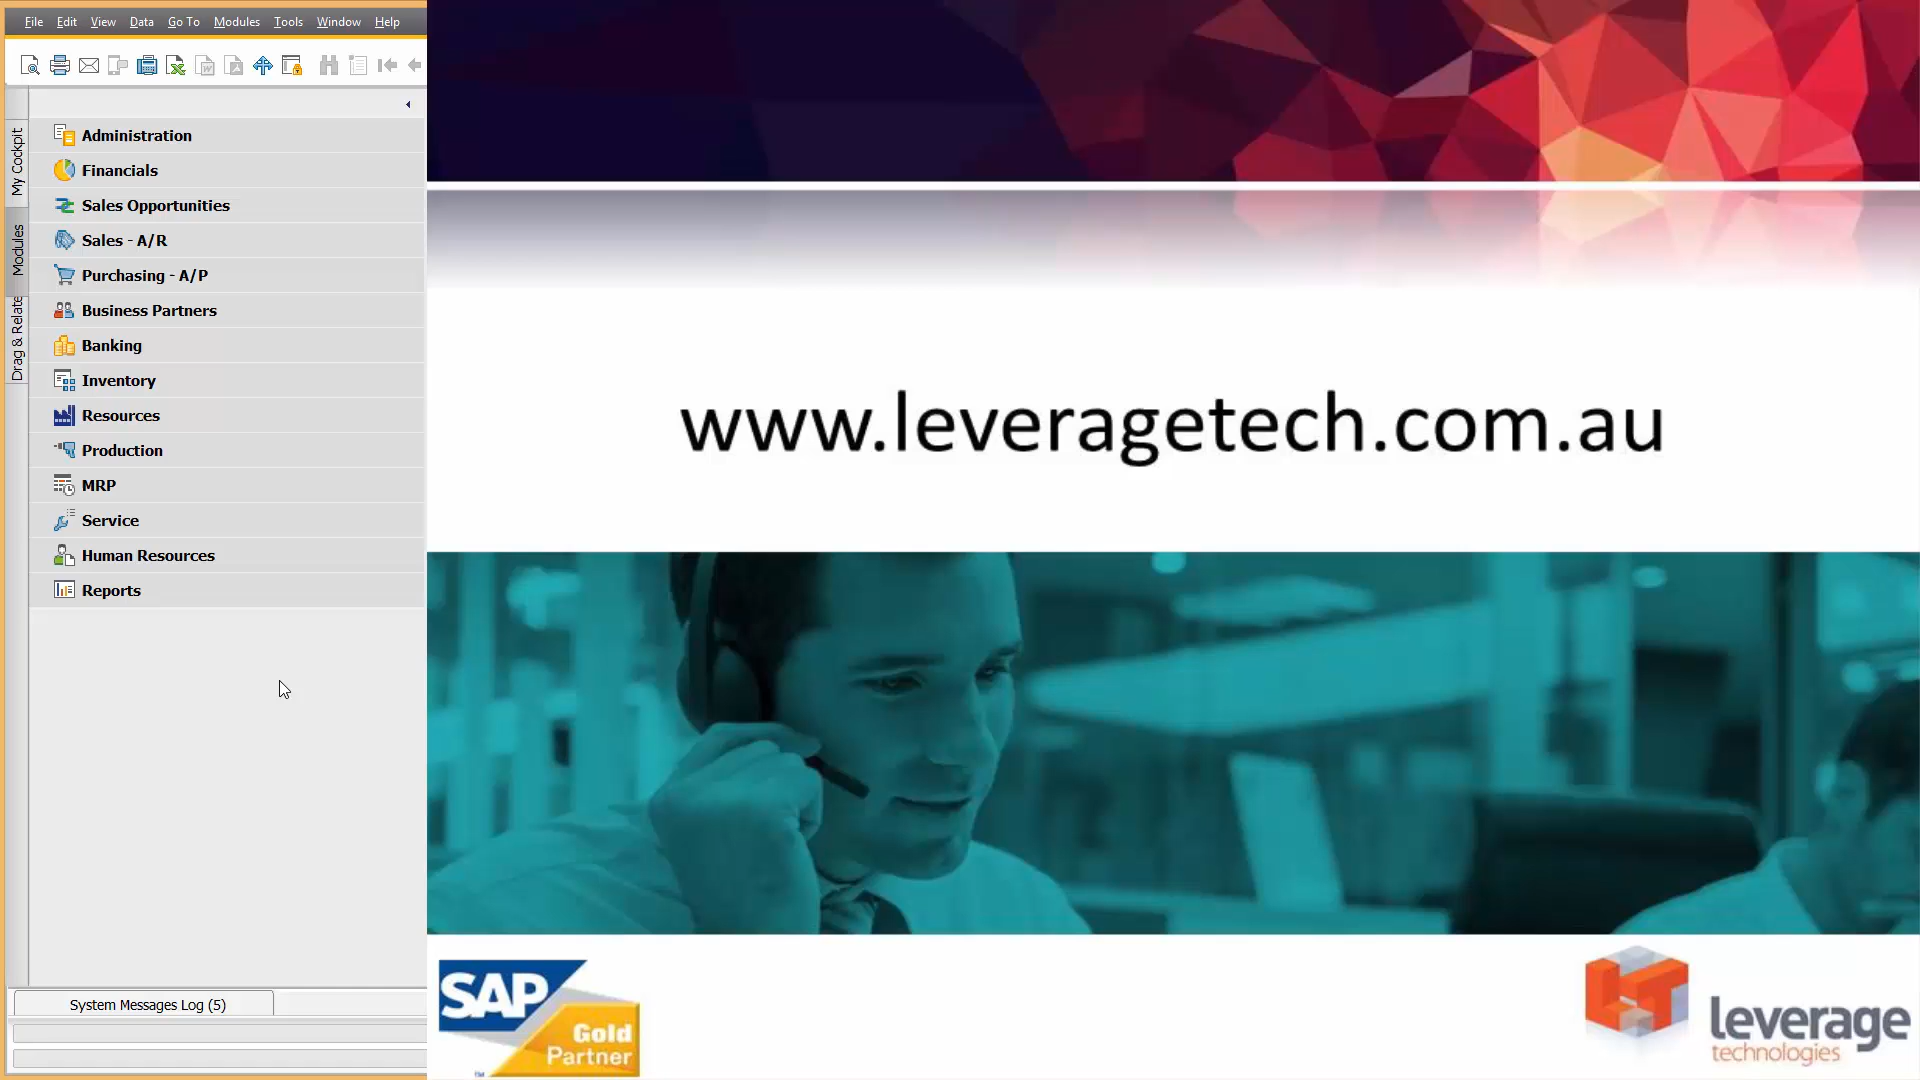 File Edit View Data Go To Modules Tools Window Help
My Cockpit
Modules
Drag & Relate
Administration
Financials
Sales Opportunities
Sales - A/R
Purchasing - A/P
Business Partners
Banking
Inventory
Resources
Production
MRP
Service
Human Resources
Reports
System Messages Log (5)
www.leveragetech.com.au
SAP
Gold
Partner
TM
LT
leverage
technologies